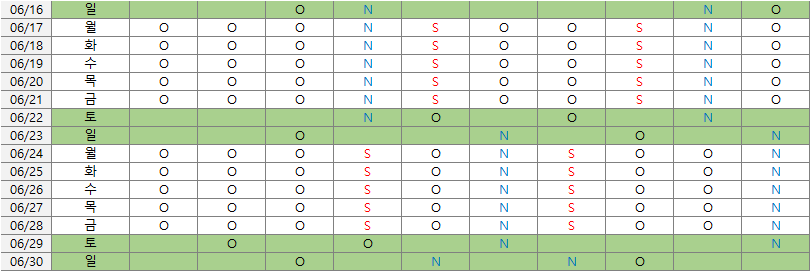 06/16 일 O N N O
06/17 월 O O O N S O O S N O
06/18 화 O O O N S O O S N O
06/19 수 O O O N S O O S N O
06/20 목 O O O N S O O S N O
06/21 금 O O O N S O O S N O
06/22 토 N O O N
06/23 일 O N O N
06/24 월 O O O S O N S O O N
06/25 화 O O O S O N S O O N
06/26 수 O O O S O N S O O N
06/27 목 O O O S O N S O O N
06/28 금 O O O S O N S O O N
06/29 토 O O N N
06/30 일 O N N O